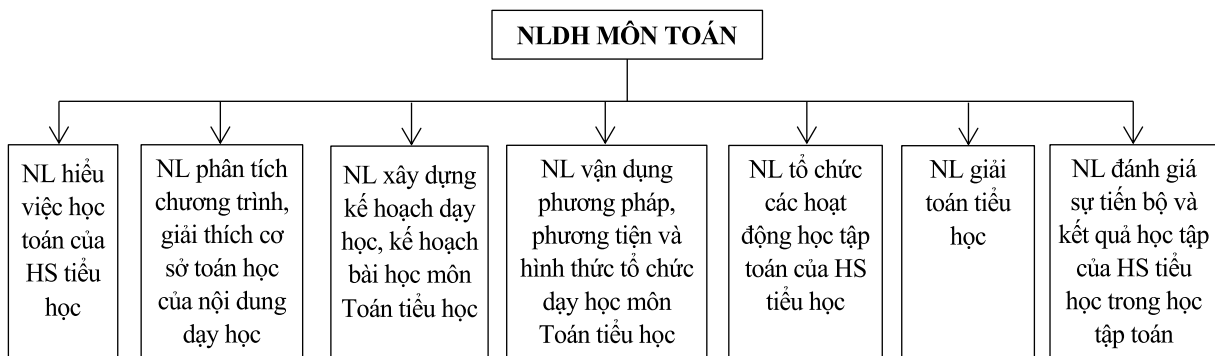 NLDH MÔN TOÁN
NL hiểu
việc học
toán của
HS tiểu
học
NL phân tích
chương trình,
giải thích cơ
sở toán học
của nội dung
dạy học
NL xây dựng
kế hoạch dạy
học, kế hoạch
bài học môn
Toán tiểu học
NL vận dụng
phương pháp,
phương tiện và
hình thức tổ chức
dạy học môn
Toán tiểu học
NL tổ chức
các hoạt
động học tập
toán của HS
tiểu học
NL giải
toán tiểu
học
NL đánh giá
sự tiến bộ và
kết quả học tập
của HS tiểu
học trong học
tập toán